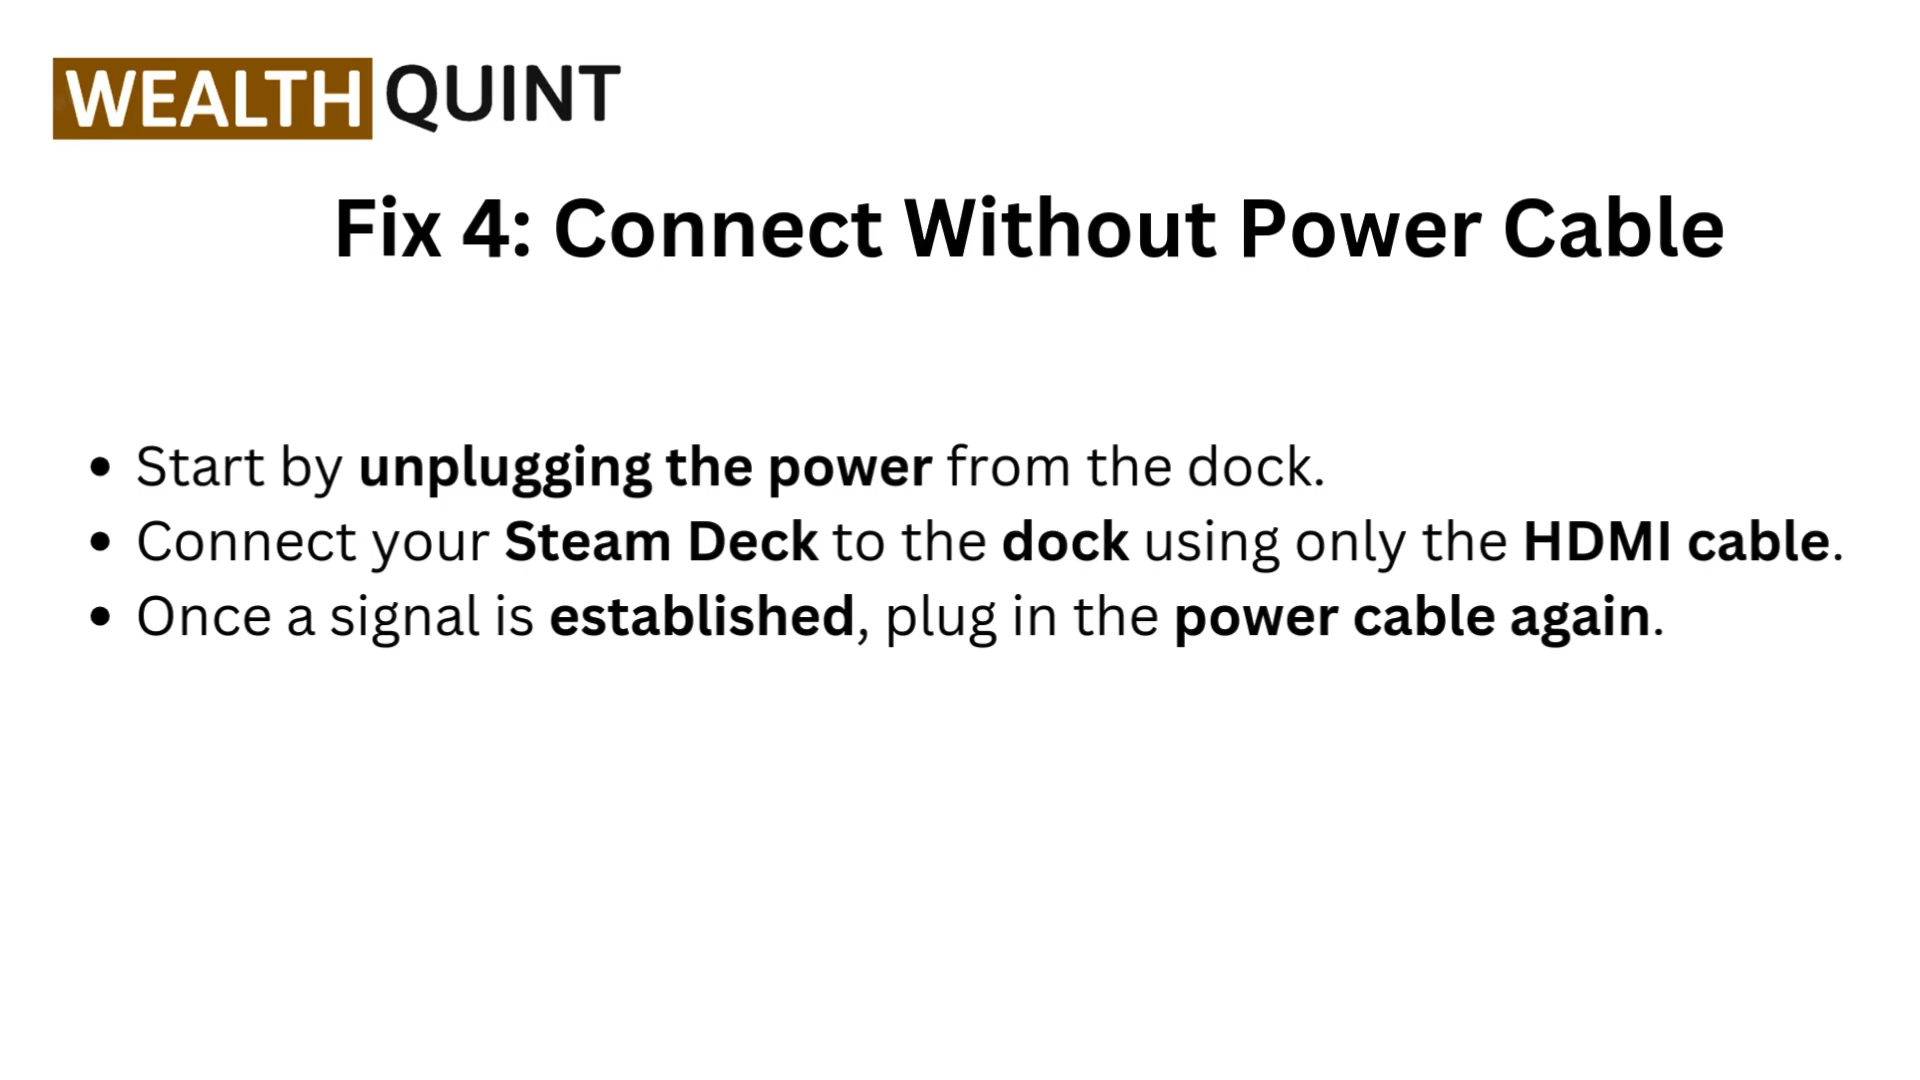 WEALTH QUINT
Fix 4: Connect Without Power Cable
• Start by unplugging the power from the dock.
• Connect your Steam Deck to the dock using only the HDMI cable.
• Once a signal is established, plug in the power cable again.